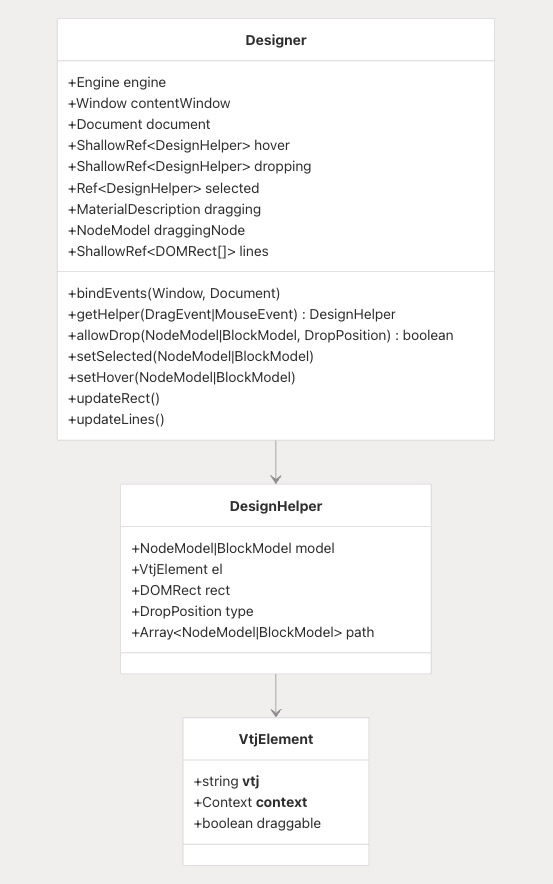 Designer
+Engine engine
+Window contentWindow
+Document document
+ShallowRef<DesignHelper> hover
+ShallowRef<DesignHelper> dropping
+Ref<DesignHelper> selected
+MaterialDescription dragging
+NodeModel draggingNode
+ShallowRef<DOMRect[]> lines
+bindEvents(Window, Document)
+getHelper(DragEvent|MouseEvent) : DesignHelper
+allowDrop(NodeModel|BlockModel, DropPosition) : boolean
+setSelected(NodeModel|BlockModel)
+setHover(NodeModel|BlockModel)
+updateRect()
+updateLines()
DesignHelper
+NodeModel|BlockModel model
+VtjElement el
+DOMRect rect
+DropPosition type
+Array<NodeModel|BlockModel> path
VtjElement
+string vtj
+Context context
+boolean draggable